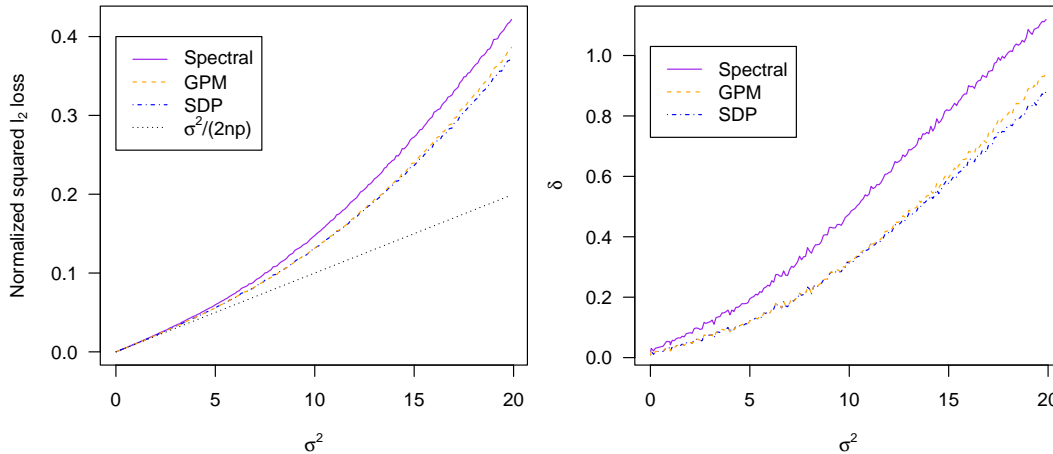 Normalized squared l₂ loss
0.4
0.3
0.2
0.1
0.0
Spectral
GPM
SDP
σ²/(2np)
0 5 10 15 20
σ²
δ
1.0
0.8
0.6
0.4
0.2
0.0
Spectral
GPM
SDP
0 5 10 15 20
σ²